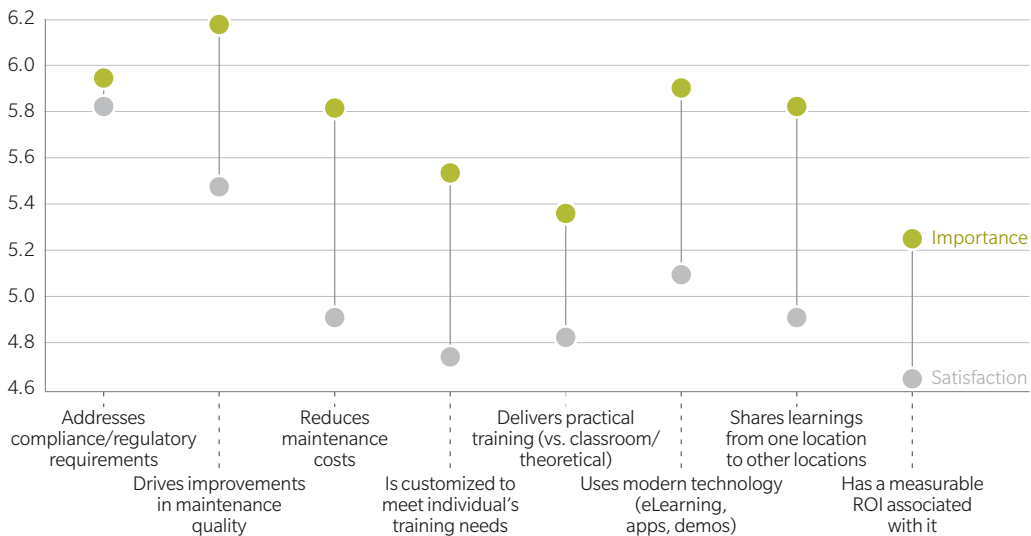 6.2
6.0
5.8
5.6
5.4
5.2
5.0
4.8
4.6
Importance
Satisfaction
Addresses
compliance/regulatory
requirements
Drives improvements
in maintenance
quality
Reduces
maintenance
costs
Is customized to
meet individual's
training needs
Delivers practical
training (vs. classroom/
theoretical)
Uses modern technology
(eLearning,
apps, demos)
Shares learnings
from one location
to other locations
Has a measurable
ROI associated
with it